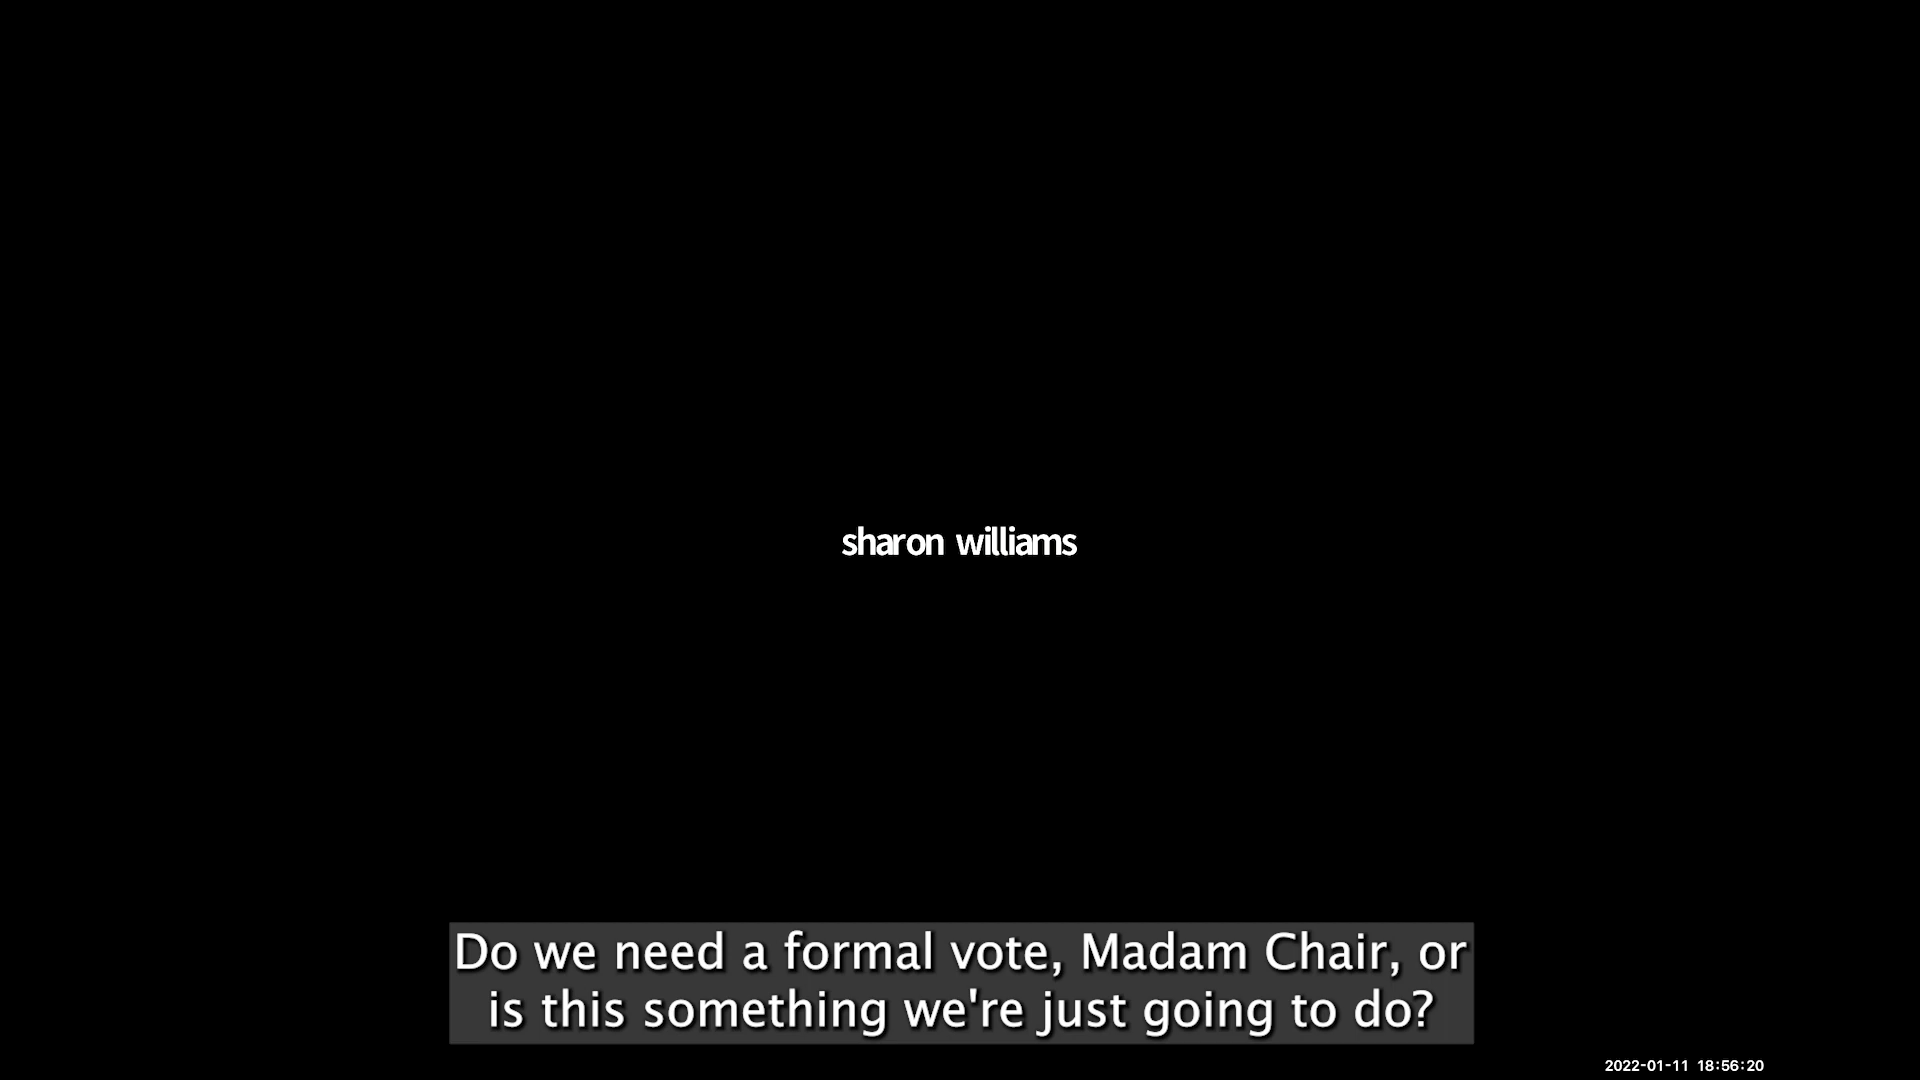 sharon williams
Do we need a formal vote, Madam Chair, or
is this something we're just going to do?
2022-01-11 18:56:20